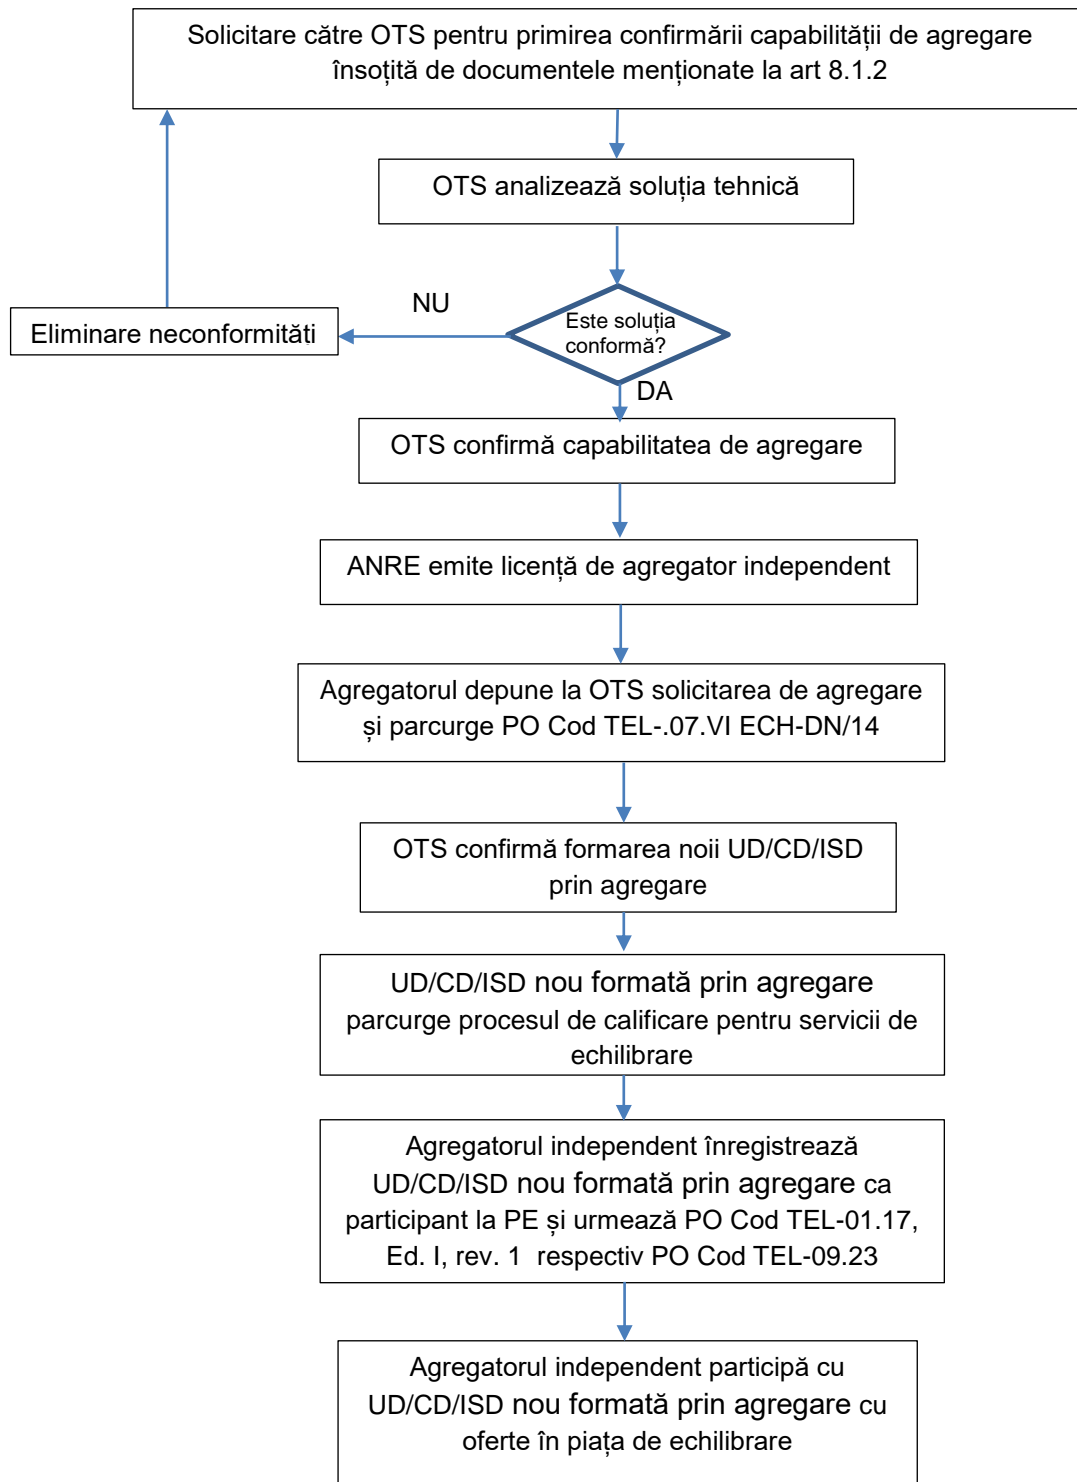 Solicitare către OTS pentru primirea confirmării capabilității de agregare
însoțită de documentele menționate la art 8.1.2
OTS analizează soluția tehnică
NU
Este soluția
conformă?
Eliminare neconformități
DA
OTS confirmă capabilitatea de agregare
ANRE emite licență de agregator independent
Agregatorul depune la OTS solicitarea de agregare
și parcurge PO Cod TEL-.07.VI ECH-DN/14
OTS confirmă formarea noii UD/CD/ISD
prin agregare
UD/CD/ISD nou formată prin agregare
parcurge procesul de calificare pentru servicii de
echilibrare
Agregatorul independent înregistrează
UD/CD/ISD nou formată prin agregare ca
participant la PE și urmează PO Cod TEL-01.17,
Ed. I, rev. 1  respectiv PO Cod TEL-09.23
Agregatorul independent participă cu
UD/CD/ISD nou formată prin agregare cu
oferte în piața de echilibrare